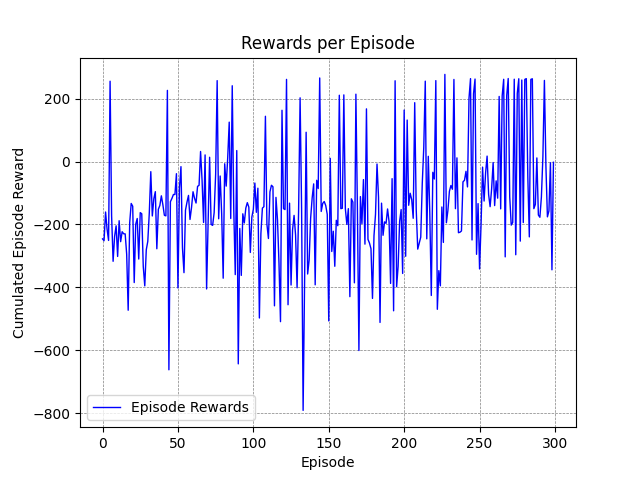 Rewards per Episode
Cumulated Episode Reward
200
0
−200
−400
−600
−800
Episode Rewards
0 50 100 150 200 250 300
Episode